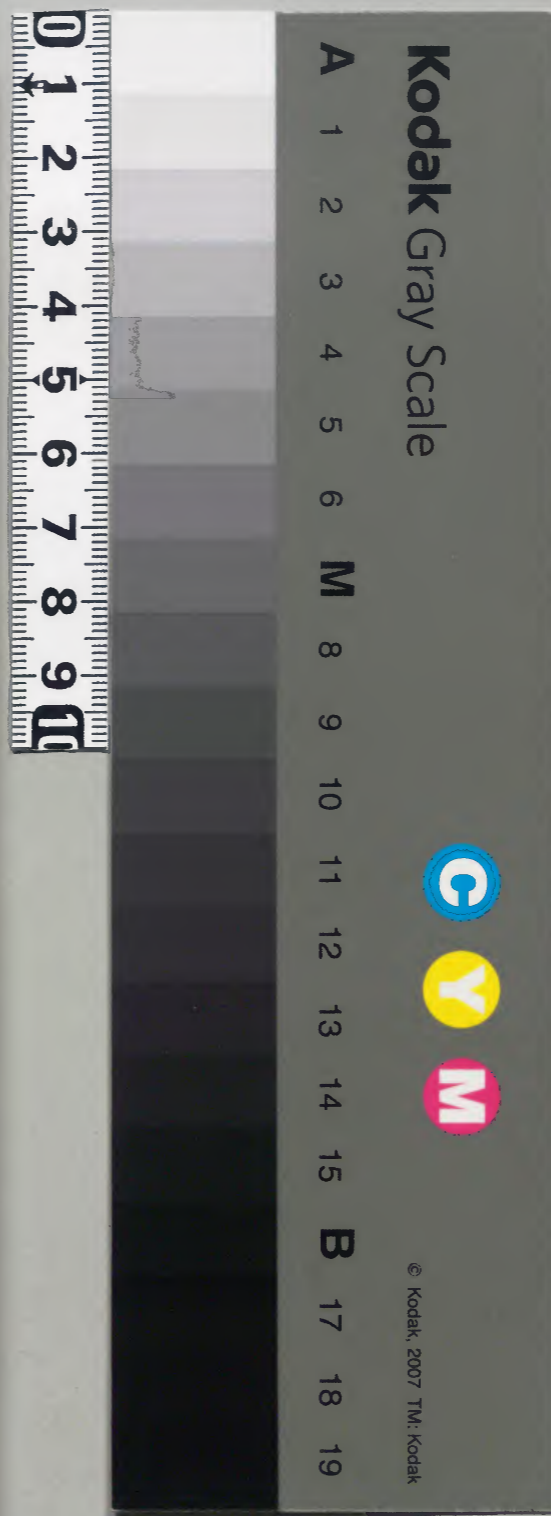 Kodak Gray Scale
C Y M
© Kodak, 2007 TM: Kodak
A 1 2 3 4 5 6 M 8 9 10 11 12 13 14 15 B 17 18 19
0 1 2 3 4 5 6 7 8 9 10